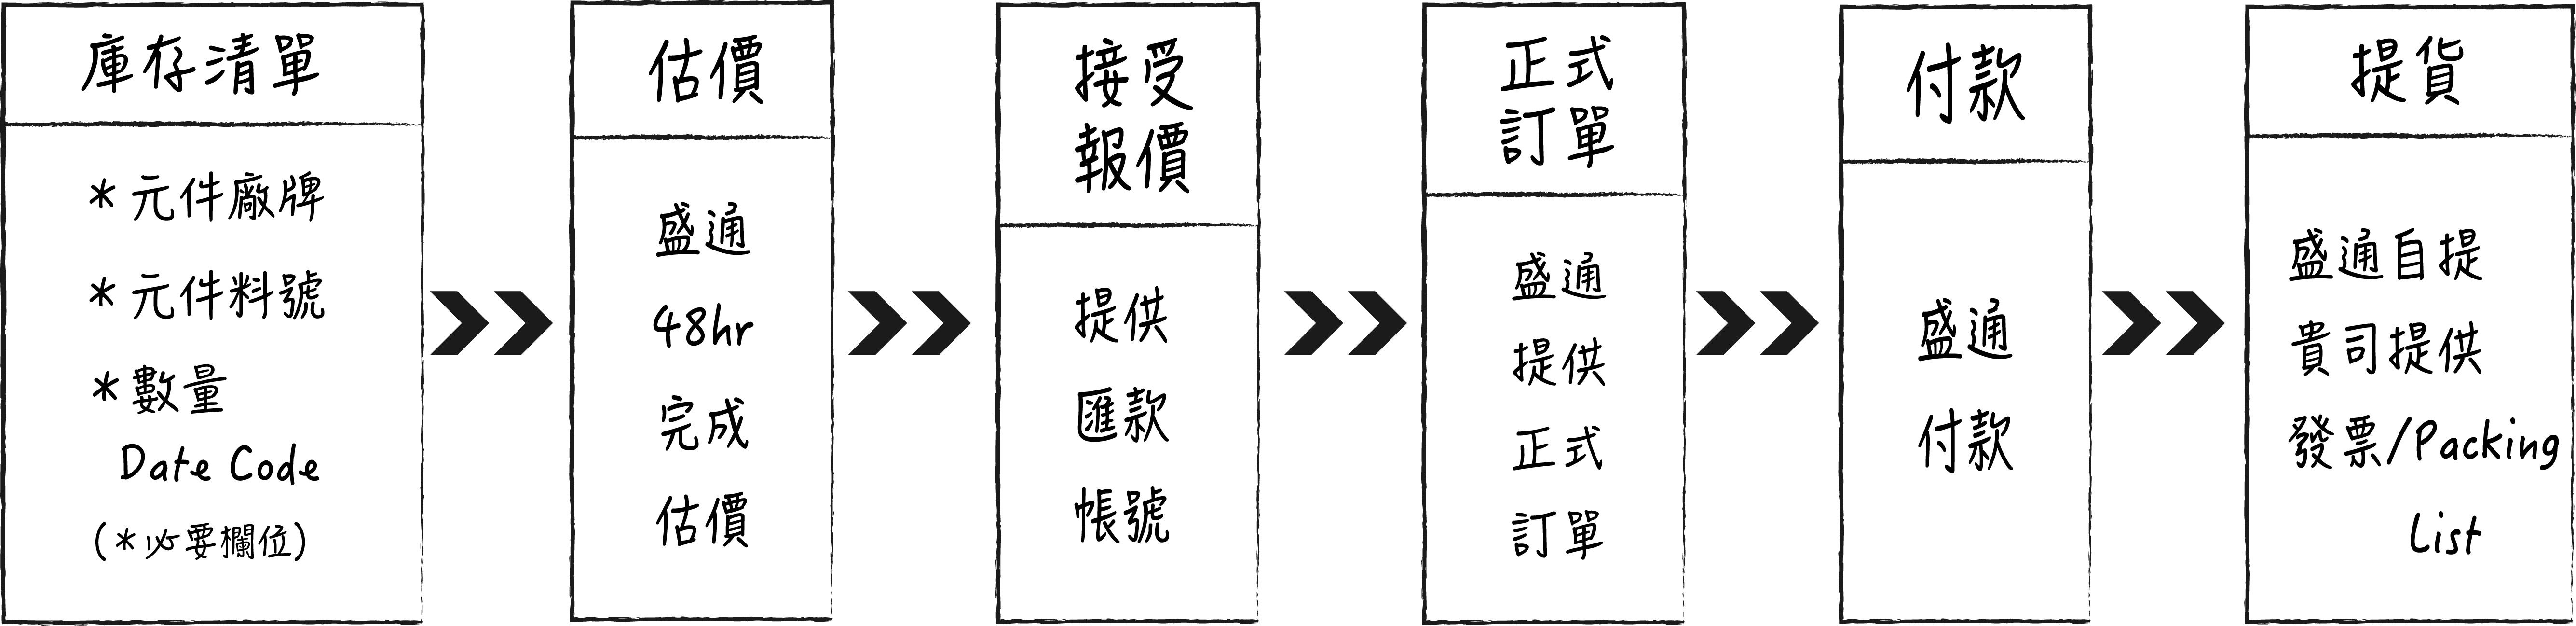 庫存清單
*元件廠牌
*元件料號
*數量
Date Code
(*必要欄位)
估價
盛通
48hr
完成
估價
接受
報價
提供
匯款
帳號
正式
訂單
盛通
提供
正式
訂單
付款
盛通
付款
提貨
盛通自提
貴司提供
發票/Packing
List